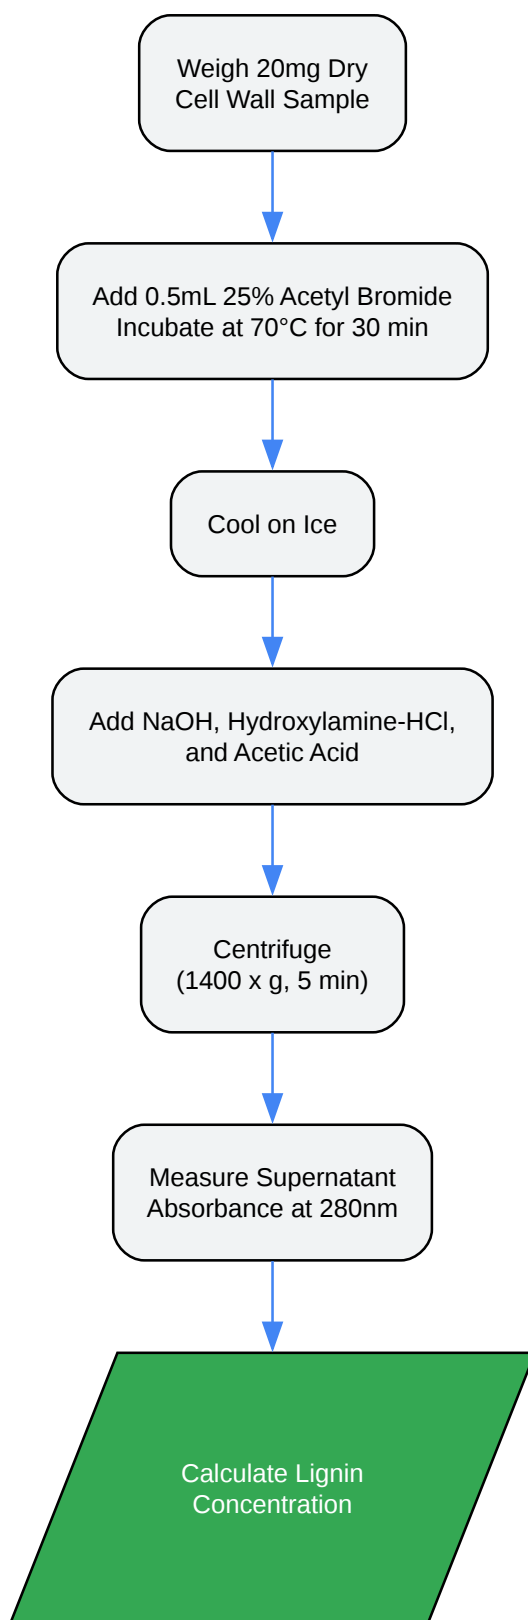 Weigh 20mg Dry
Cell Wall Sample
Add 0.5mL 25% Acetyl Bromide
Incubate at 70°C for 30 min
Cool on Ice
Add NaOH, Hydroxylamine-HCl,
and Acetic Acid
Centrifuge
(1400 x g, 5 min)
Measure Supernatant
Absorbance at 280nm
Calculate Lignin
Concentration